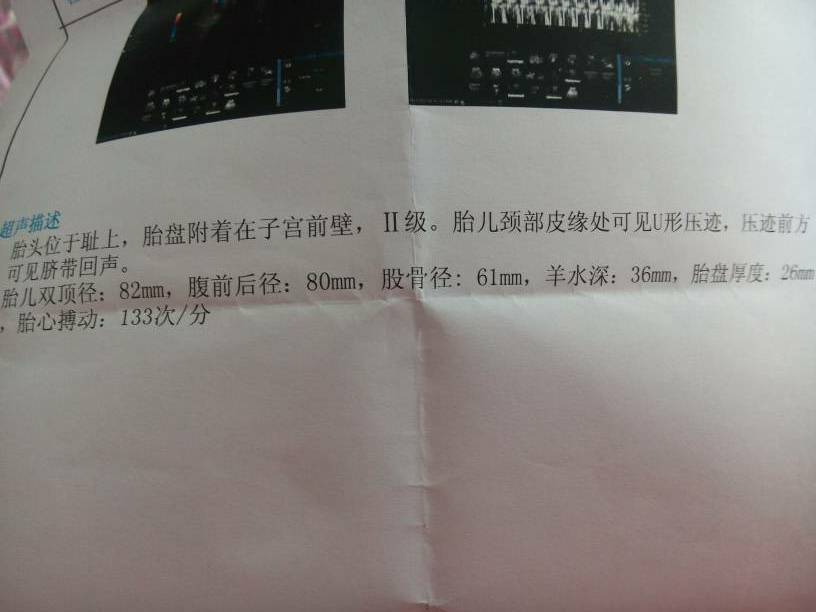 超声描述
胎头位于耻上，胎盘附着在子宫前壁，Ⅱ级。胎儿颈部皮缘处可见U形压迹，压迹前方
可见脐带回声。
胎儿双顶径：82mm，腹前后径：80mm，股骨径：61mm，羊水深：36mm，胎盘厚度：26mm
，胎心搏动：133次/分